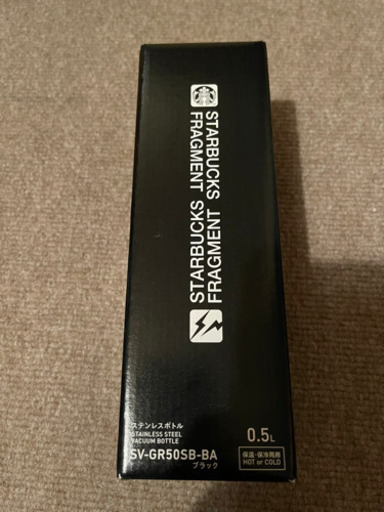 STARBUCKS
FRAGMENT
STARBUCKS
FRAGMENT
ステンレスボトル
STAINLESS STEEL
VACUUM BOTTLE
SV-GR50SB-BA
ブラック
0.5L
保温・保冷両用
HOT or COLD